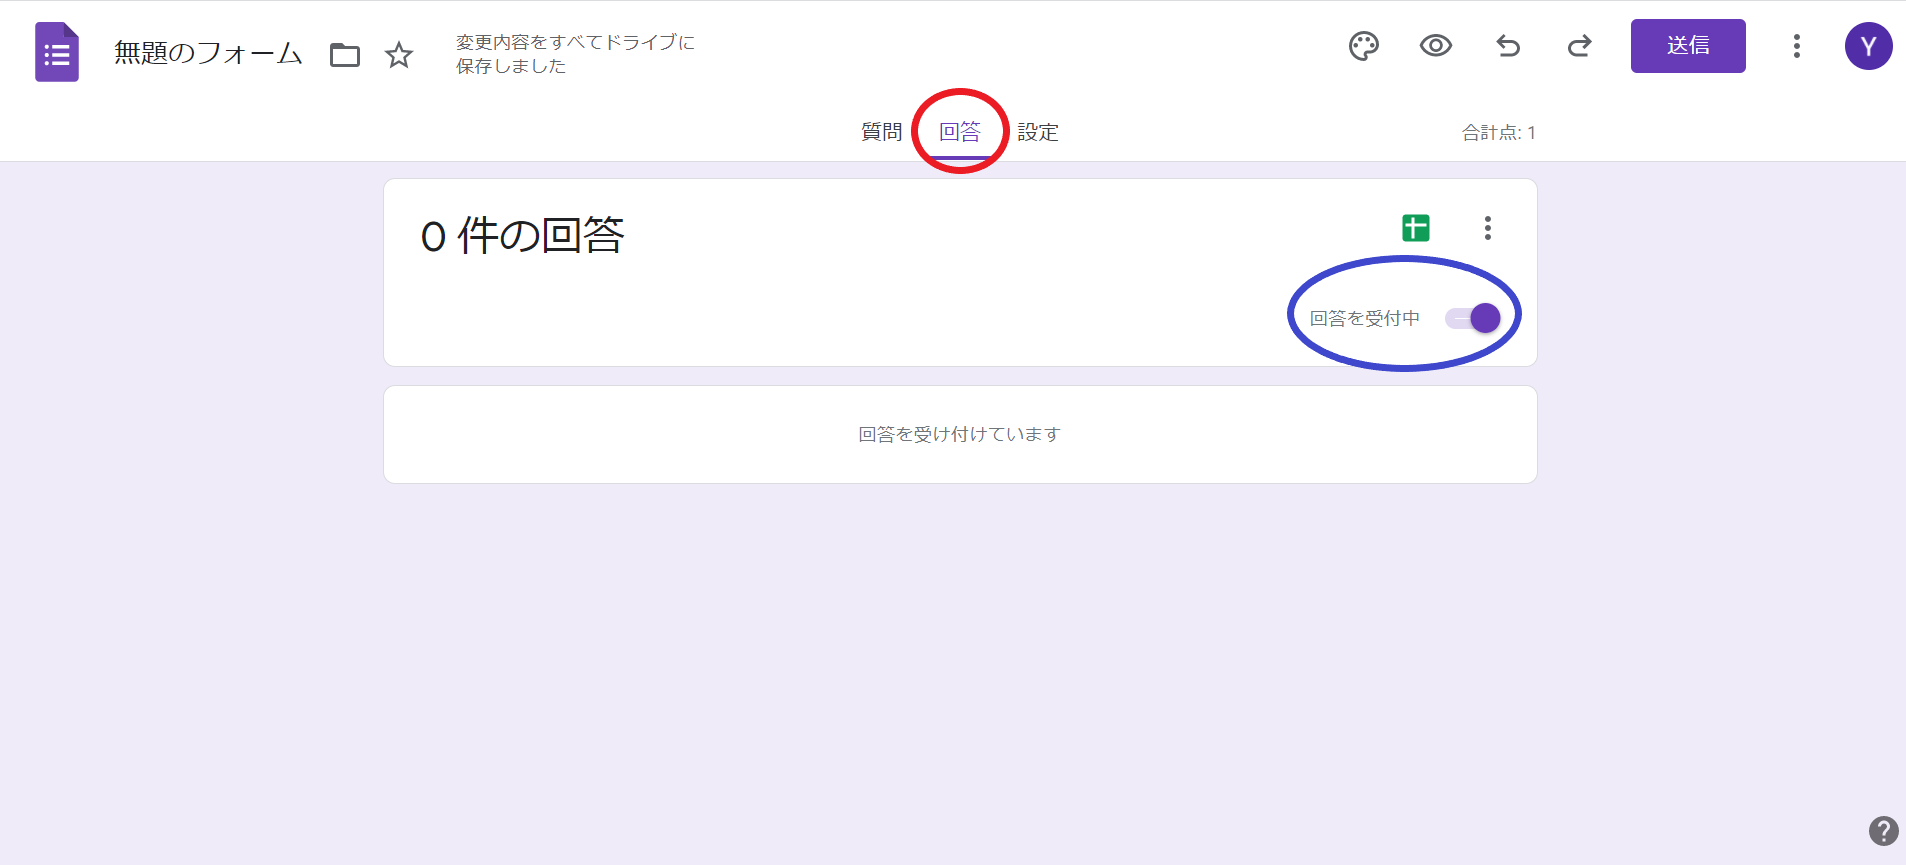 無題のフォーム
変更内容をすべてドライブに
保存しました
送信
Y
質問 回答 設定
合計点: 1
0 件の回答
回答を受付中
回答を受け付けています
?